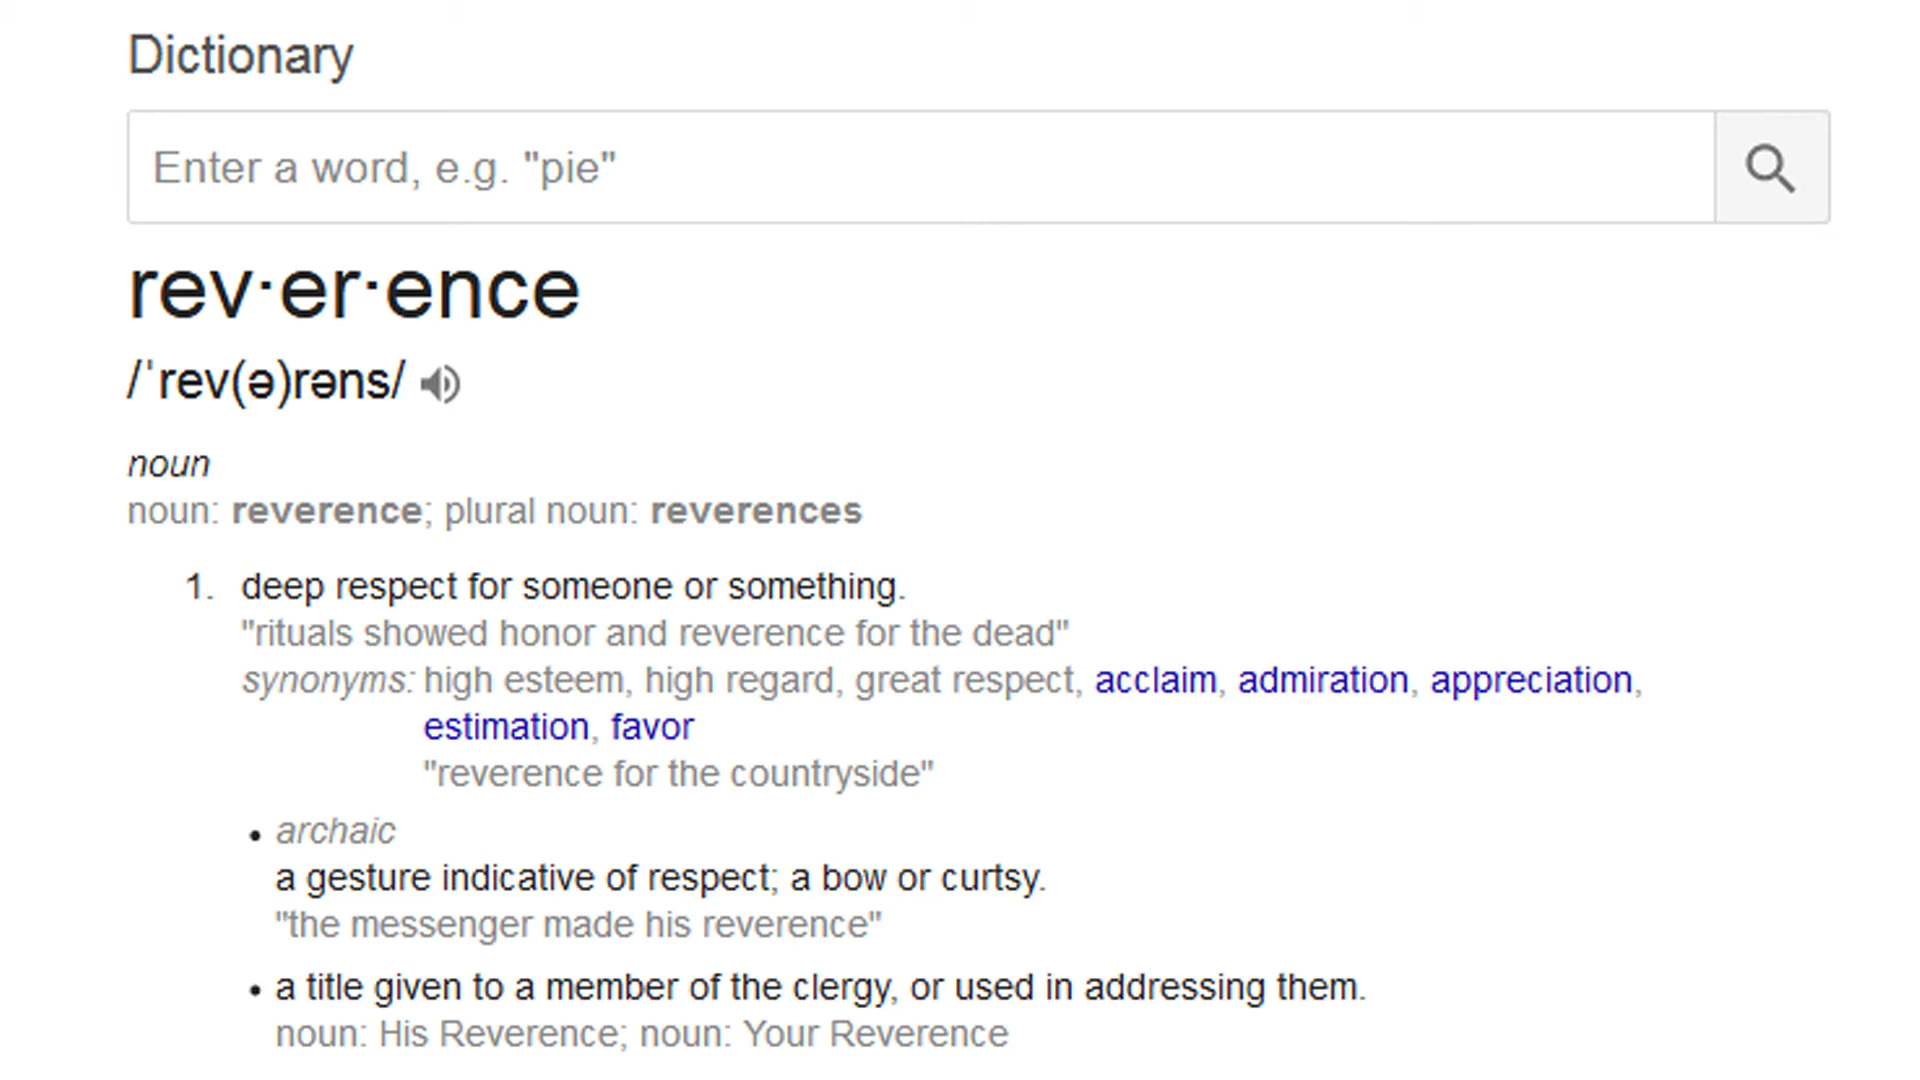 Dictionary
Enter a word, e.g. "pie"
rev·er·ence
/ˈrev(ə)rəns/
noun
noun: reverence; plural noun: reverences
1. deep respect for someone or something.
"rituals showed honor and reverence for the dead"
synonyms: high esteem, high regard, great respect, acclaim, admiration, appreciation,
estimation, favor
"reverence for the countryside"
• archaic
a gesture indicative of respect; a bow or curtsy.
"the messenger made his reverence"
• a title given to a member of the clergy, or used in addressing them.
noun: His Reverence; noun: Your Reverence